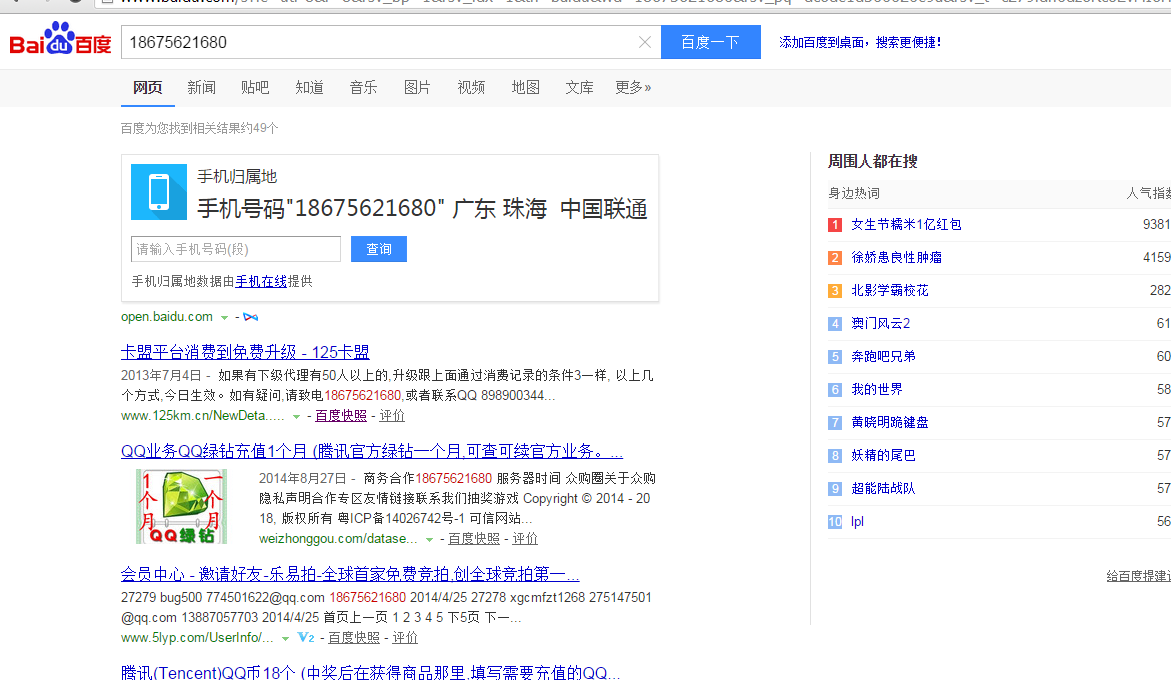 Bai du 百度
18675621680
百度一下
添加百度到桌面，搜索更便捷！
网页 新闻 贴吧 知道 音乐 图片 视频 地图 文库 更多»
百度为您找到相关结果约49个
手机归属地
手机号码"18675621680" 广东 珠海 中国联通
请输入手机号码(段)
查询
手机归属地数据由手机在线提供
open.baidu.com
卡盟平台消费到免费升级 - 125卡盟
2013年7月4日 - 如果有下级代理有50人以上的,升级跟上面通过消费记录的条件3一样, 以上几
个方式,今日生效。如有疑问,请致电18675621680,或者联系QQ 898900344...
www.125km.cn/NewDeta..... - 百度快照 - 评价
QQ业务QQ绿钻充值1个月 (腾讯官方绿钻一个月,可查可续官方业务。...
1个月
一个月
QQ绿钻
2014年8月27日 - 商务合作18675621680 服务器时间 众购圈关于众购
隐私声明合作专区友情链接联系我们抽奖游戏 Copyright © 2014 - 20
18, 版权所有 粤ICP备14026742号-1 可信网站...
weizhonggou.com/datase... - 百度快照 - 评价
会员中心 - 邀请好友-乐易拍-全球首家免费竞拍,创全球竞拍第一...
27279 bug500 774501622@qq.com 18675621680 2014/4/25 27278 xgcmfzt1268 275147501
@qq.com 13887057703 2014/4/25 首页上一页 1 2 3 4 5 下5页 下一...
www.5lyp.com/UserInfo/... V2 - 百度快照 - 评价
腾讯(Tencent)QQ币18个 (中奖后在获得商品那里,填写需要充值的QQ...
周围人都在搜
身边热词 人气指数
1 女生节糯米1亿红包 9381
2 徐娇患良性肿瘤 4159
3 北影学霸校花 282
4 澳门风云2 61
5 奔跑吧兄弟 60
6 我的世界 58
7 黄晓明跪键盘 57
8 妖精的尾巴 57
9 超能陆战队 57
10 lpl 56
给百度提建议